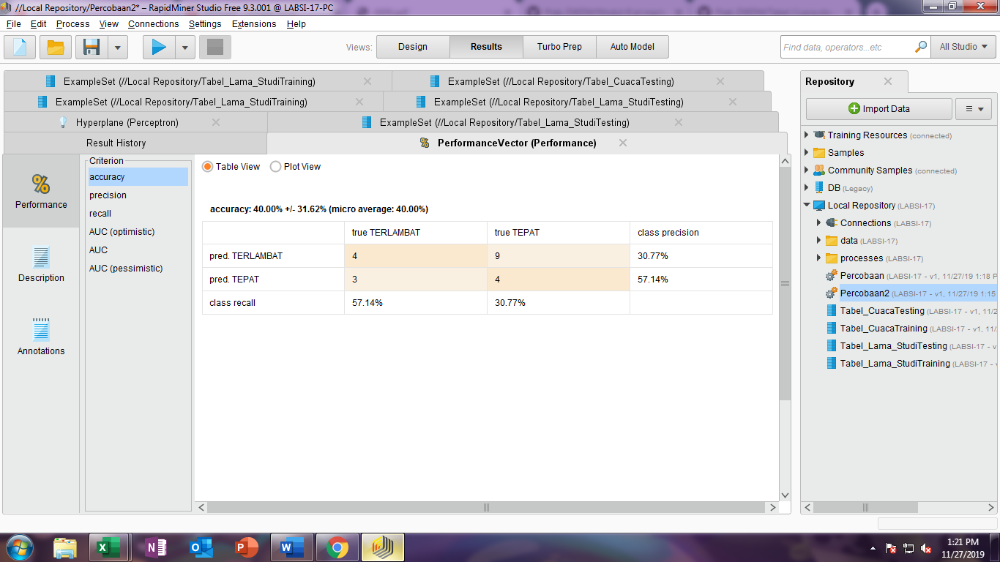 //Local Repository/Percobaan2* – RapidMiner Studio Free 9.3.001 @ LABSI-17-PC
File Edit Process View Connections Settings Extensions Help
Views: Design Results Turbo Prep Auto Model Find data, operators...etc All Studio
ExampleSet (//Local Repository/Tabel_Lama_StudiTraining) ExampleSet (//Local Repository/Tabel_CuacaTesting)
ExampleSet (//Local Repository/Tabel_Lama_StudiTraining) ExampleSet (//Local Repository/Tabel_Lama_StudiTesting)
Hyperplane (Perceptron) ExampleSet (//Local Repository/Tabel_Lama_StudiTesting)
Result History % PerformanceVector (Performance)
% Performance
Description
Annotations
Criterion
accuracy
precision
recall
AUC (optimistic)
AUC
AUC (pessimistic)
Table View Plot View
accuracy: 40.00% +/- 31.62% (micro average: 40.00%)
true TERLAMBAT true TEPAT class precision
pred. TERLAMBAT 4 9 30.77%
pred. TEPAT 3 4 57.14%
class recall 57.14% 30.77%
Repository
Import Data
Training Resources (connected)
Samples
Community Samples (connected)
DB (Legacy)
Local Repository (LABSI-17)
Connections (LABSI-17)
data (LABSI-17)
processes (LABSI-17)
Percobaan (LABSI-17 - v1, 11/27/19 1:18 P
Percobaan2 (LABSI-17 - v1, 11/27/19 1:15
Tabel_CuacaTesting (LABSI-17 - v1, 11/2
Tabel_CuacaTraining (LABSI-17 - v1, 11/
Tabel_Lama_StudiTesting (LABSI-17 - v
Tabel_Lama_StudiTraining (LABSI-17 - v
1:21 PM
11/27/2019